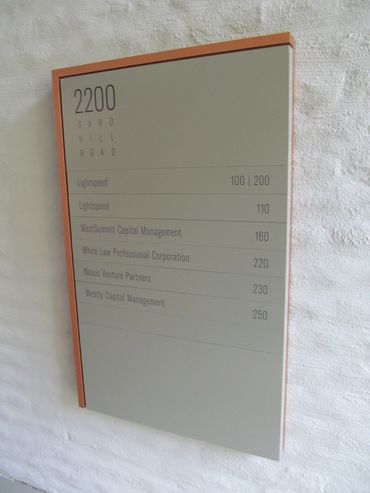 2200
SAND
HILL
ROAD
Lightspeed 100 | 200
Lightspeed 110
WestSummit Capital Management 160
White Law Professional Corporation 220
Nexus Venture Partners 230
Westly Capital Management 250